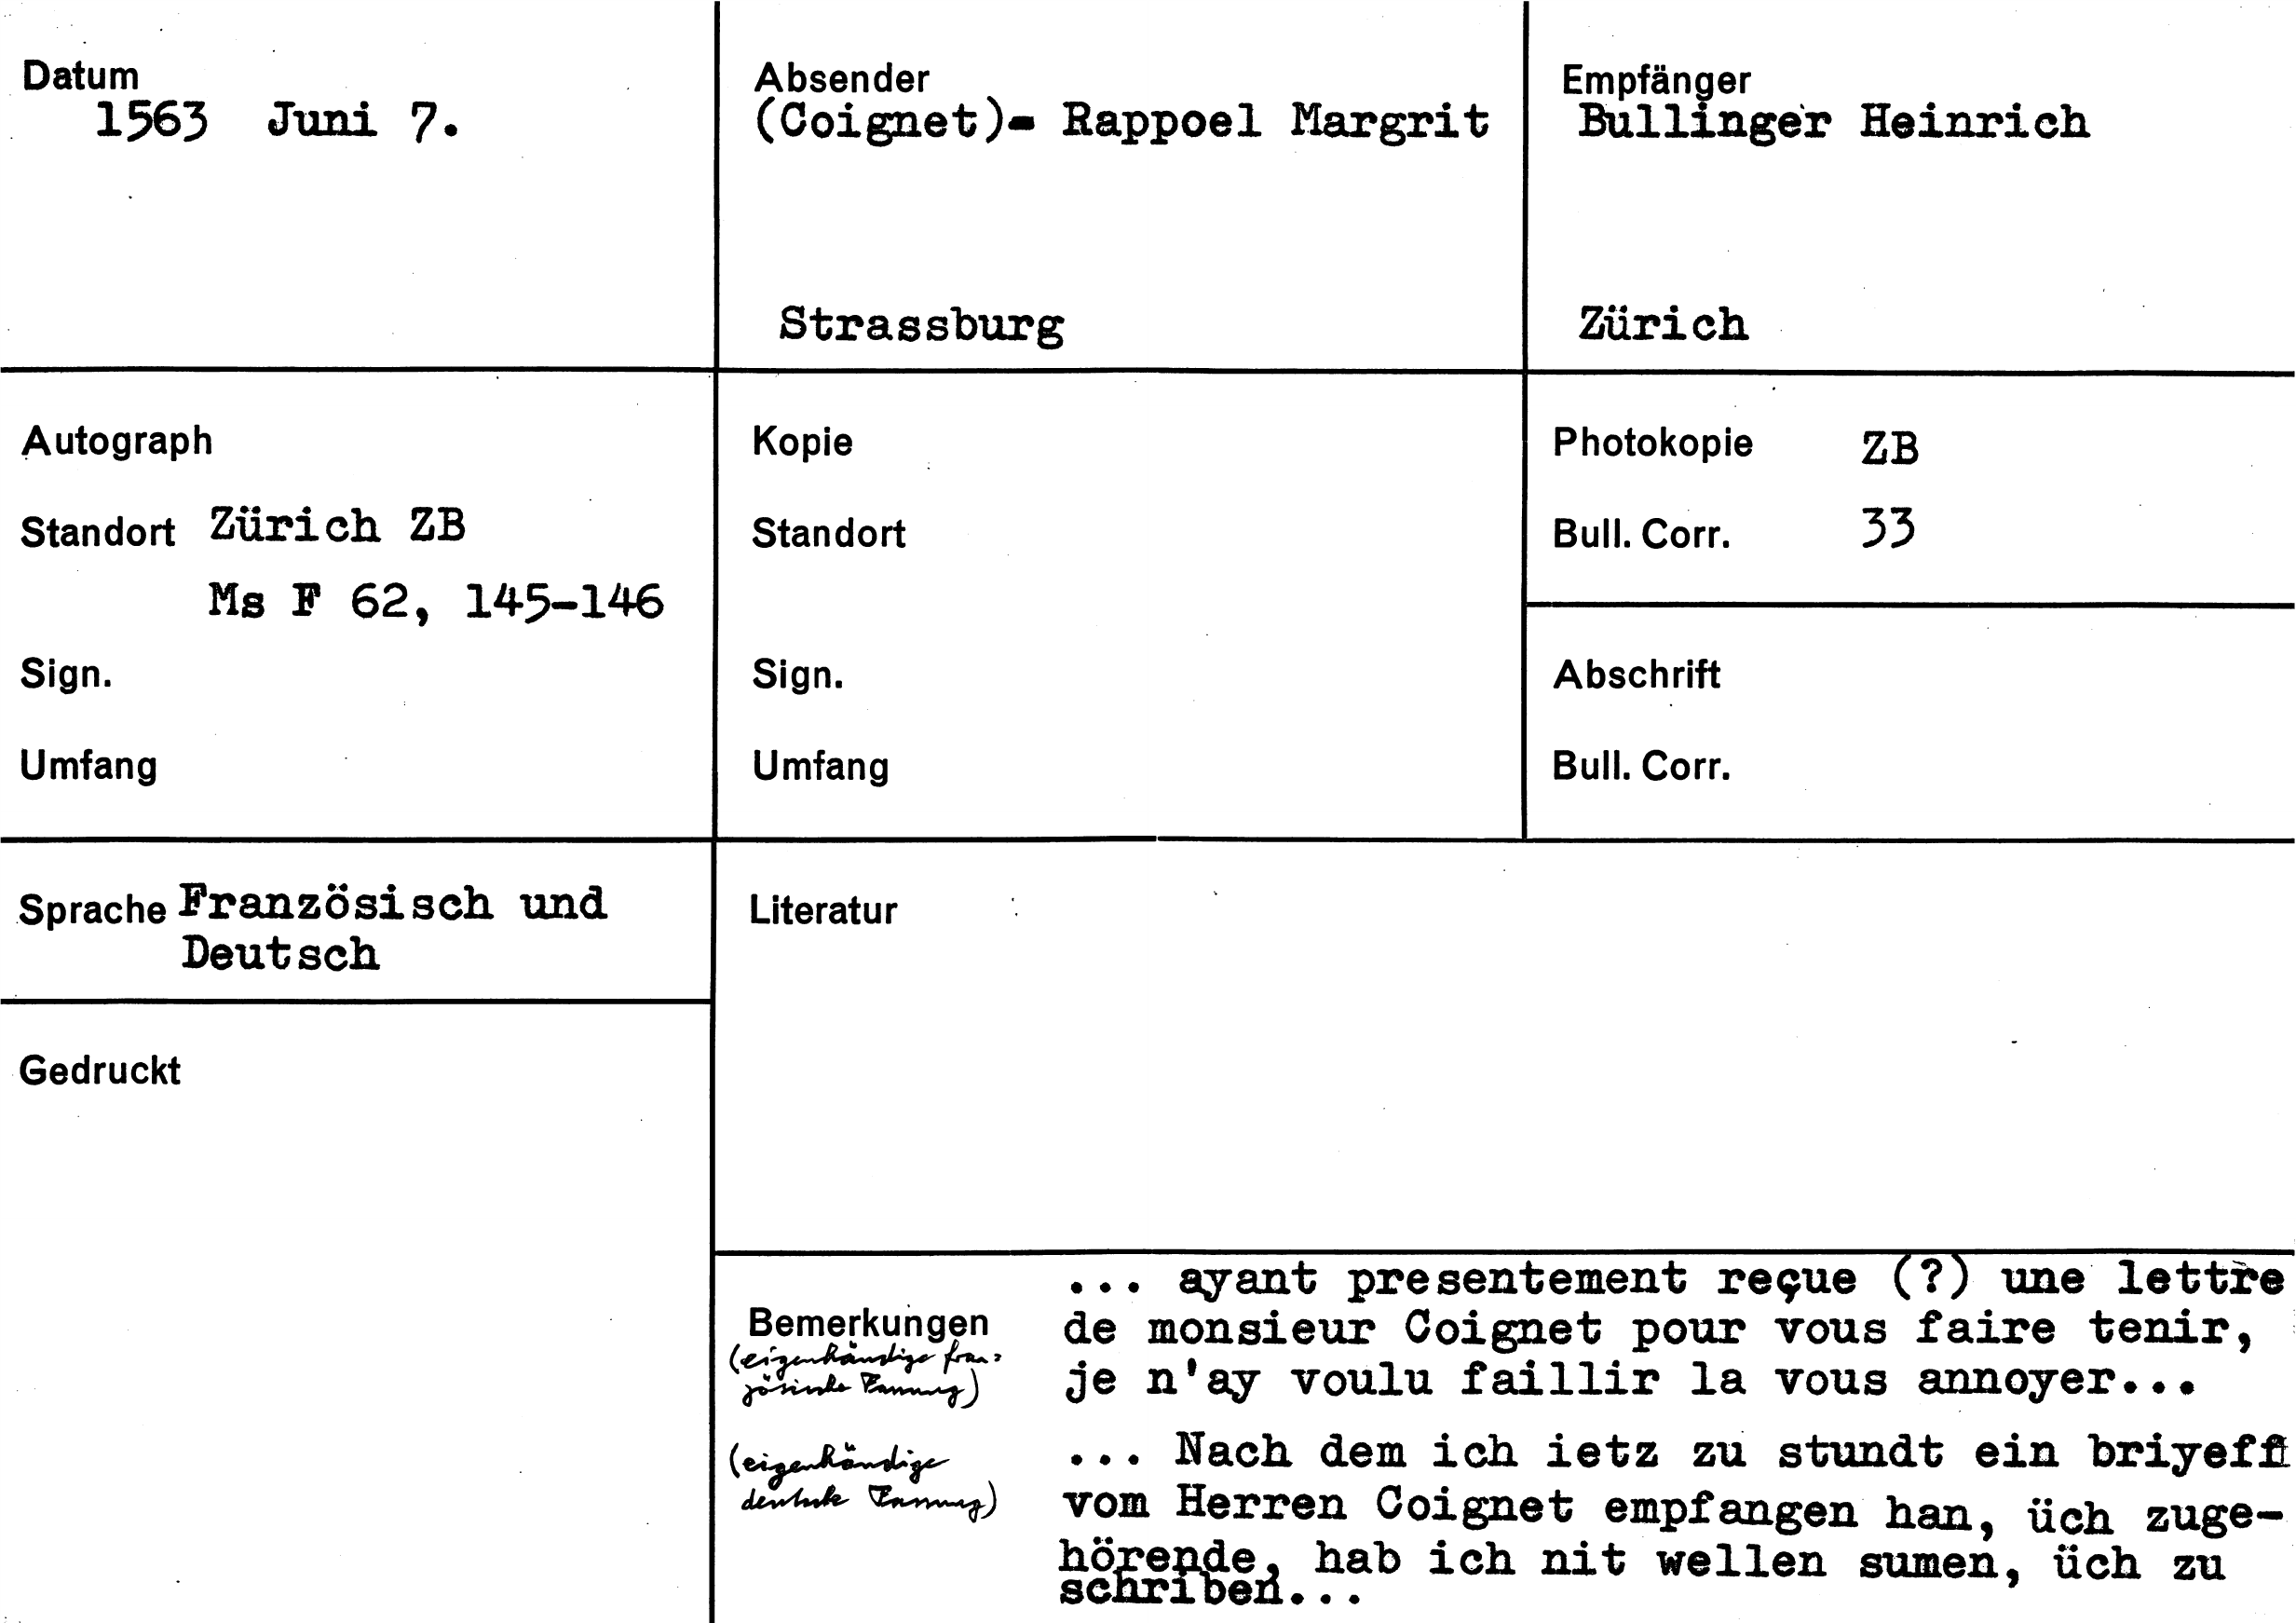 Datum
1563 Juni 7.
Absender
(Coignet)- Rappoel Margrit
Strassburg
Empfänger
Bullinger Heinrich
Zürich
Autograph
Standort Zürich ZB
Ms F 62, 145-146
Sign.
Umfang
Kopie
Standort
Sign.
Umfang
Photokopie ZB
Bull. Corr. 33
Abschrift
Bull. Corr.
Sprache Französisch und
Deutsch
Gedruckt
Literatur
Bemerkungen
(eigenhändige fran=
zösische Fassung)
... ayant presentement reçue (?) une lettre
de monsieur Coignet pour vous faire tenir,
je n'ay voulu faillir la vous annoyer...
(eigenhändige
deutsche Fassung)
... Nach dem ich ietz zu stundt ein briyeff
vom Herren Coignet empfangen han, üch zuge-
hörende, hab ich nit wellen sumen, üch zu
schriben...